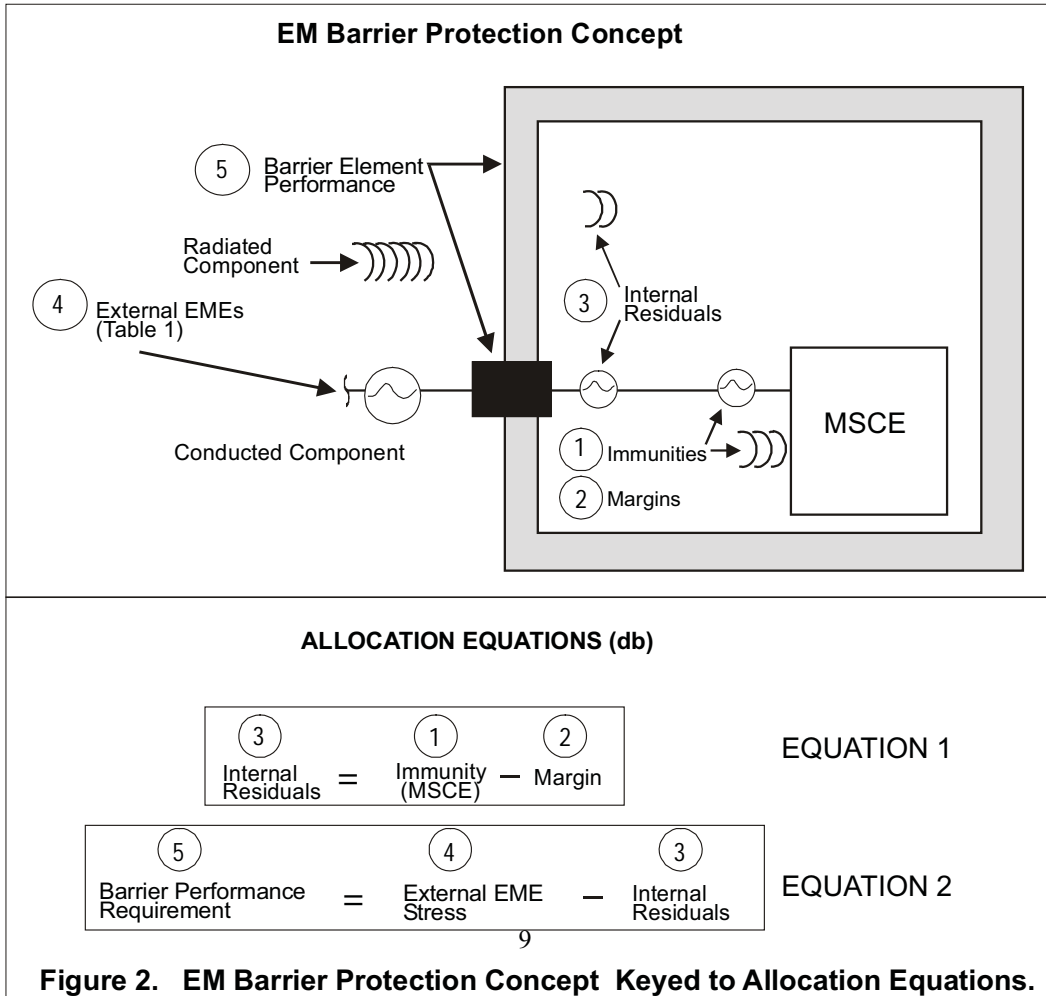 EM Barrier Protection Concept
5
Barrier Element
Performance
Radiated
Component
4
External EMEs
(Table 1)
Conducted Component
3
Internal
Residuals
1
Immunities
2
Margins
MSCE
ALLOCATION EQUATIONS (db)
3 1 2
Internal
Residuals = Immunity
(MSCE) – Margin
EQUATION 1
5 4 3
Barrier Performance
Requirement = External EME
Stress – Internal
Residuals
EQUATION 2
9
Figure 2. EM Barrier Protection Concept Keyed to Allocation Equations.